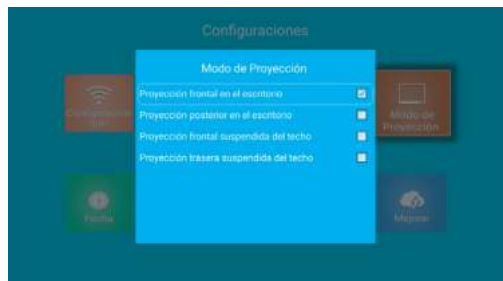 Configuraciones
Modo de Proyección
Proyección frontal en el escritorio
Proyección posterior en el escritorio
Proyección frontal suspendida del techo
Proyección trasera suspendida del techo
Modo de
Proyección
Fecha
Mejorar